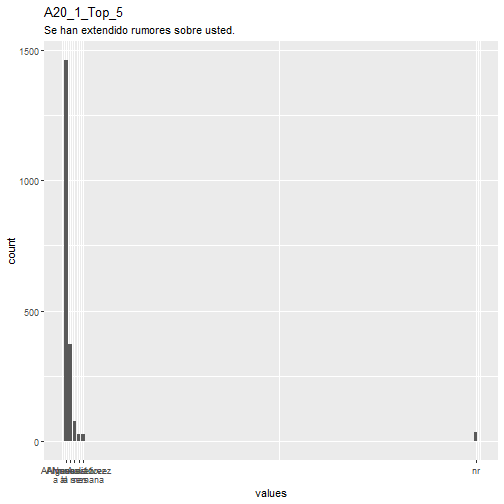 A20_1_Top_5
Se han extendido rumores sobre usted.
1500
1000
500
0
count
nr
values